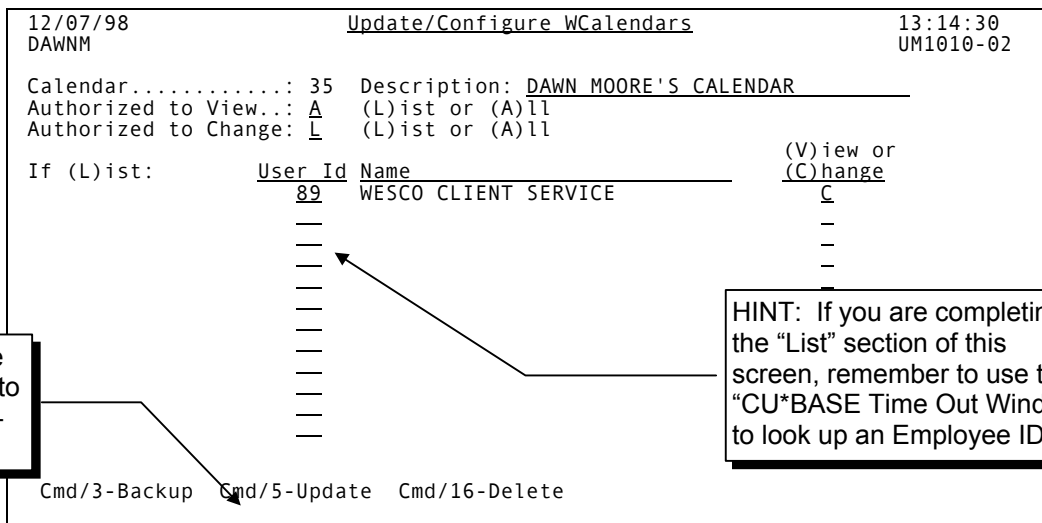 12/07/98 Update/Configure WCalendars 13:14:30
DAWNM UM1010-02
Calendar............: 35 Description: DAWN MOORE'S CALENDAR
Authorized to View..: A (L)ist or (A)ll
Authorized to Change: L (L)ist or (A)ll
(V)iew or
If (L)ist: User Id Name (C)hange
89 WESCO CLIENT SERVICE C
HINT: If you are
the “List” section of this
screen, remember to use
“CU*BASE Time Out
to look up an Employee ID
to
Cmd/3-Backup Cmd/5-Update Cmd/16-Delete